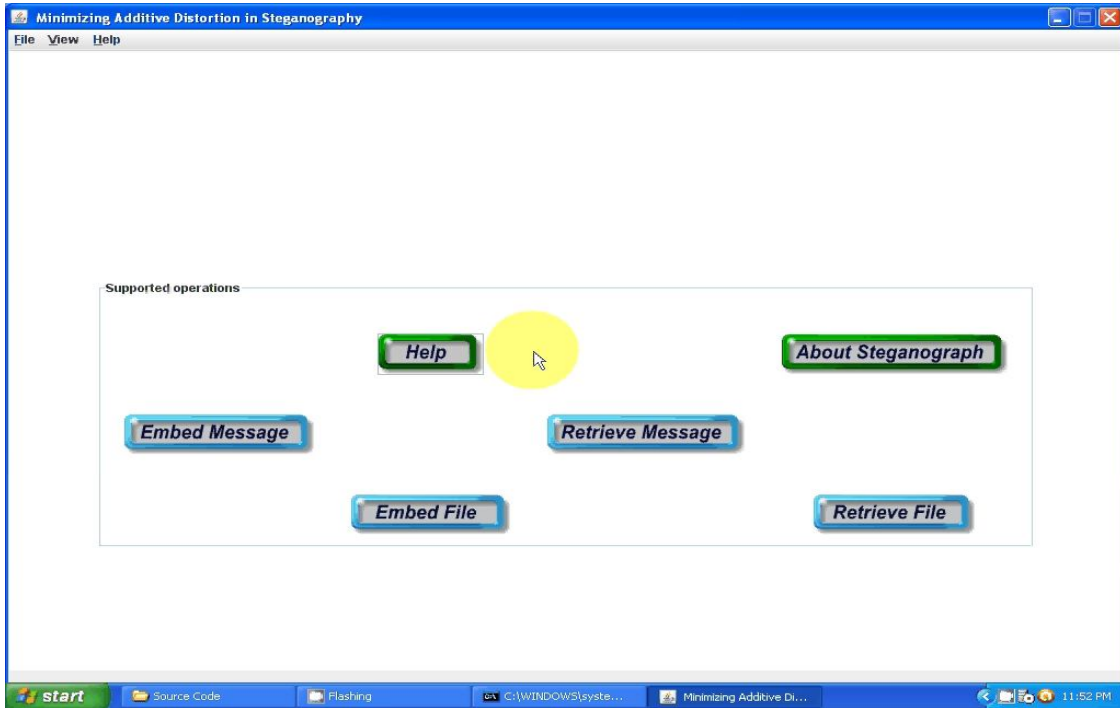 Minimizing Additive Distortion in Steganography
File View Help
Supported operations
Help
About Steganograph
Embed Message
Retrieve Message
Embed File
Retrieve File
start
Source Code
Flashing
C:\WINDOWS\syste...
Minimizing Additive Di...
11:52 PM